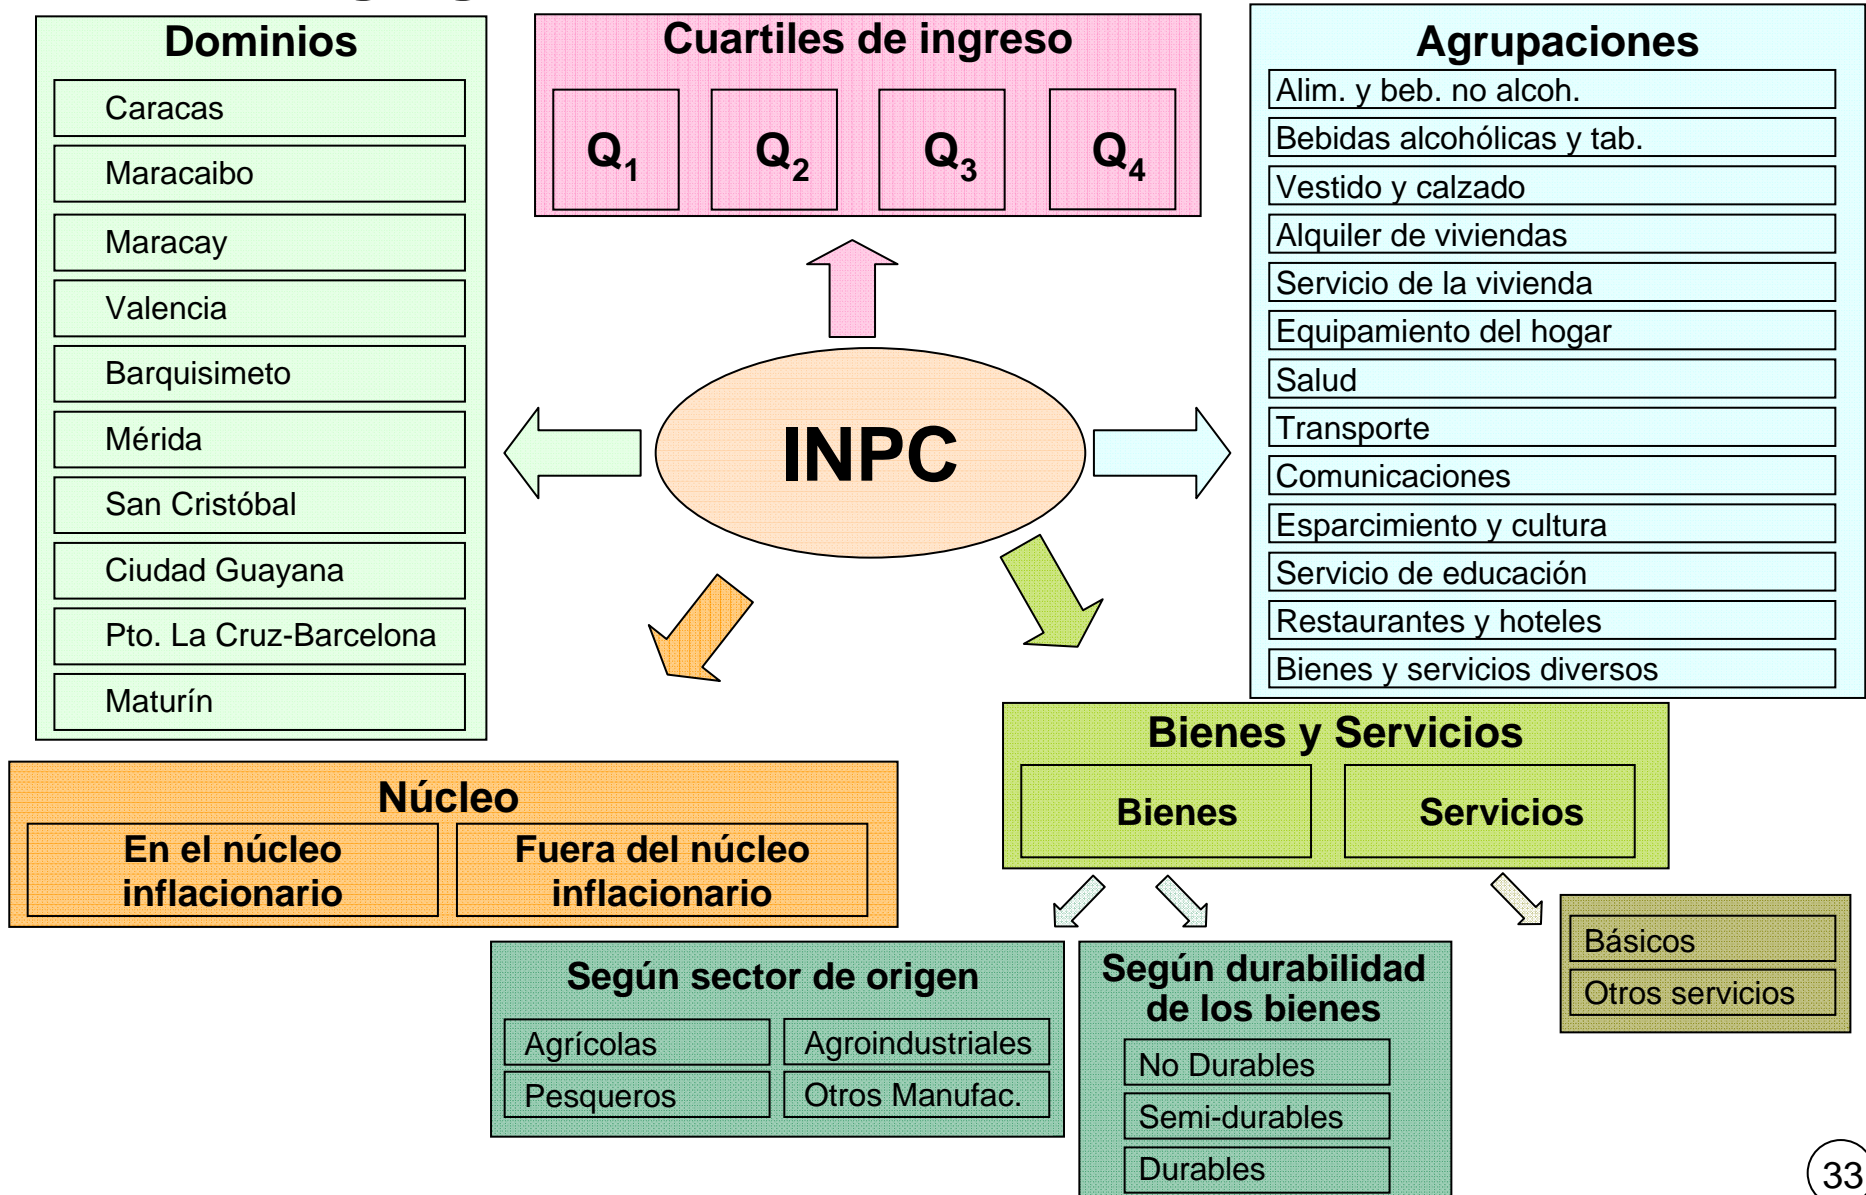 Dominios
Caracas
Maracaibo
Maracay
Valencia
Barquisimeto
Mérida
San Cristóbal
Ciudad Guayana
Pto. La Cruz-Barcelona
Maturín
Cuartiles de ingreso
Q1
Q2
Q3
Q4
Agrupaciones
Alim. y beb. no alcoh.
Bebidas alcohólicas y tab.
Vestido y calzado
Alquiler de viviendas
Servicio de la vivienda
Equipamiento del hogar
Salud
Transporte
Comunicaciones
Esparcimiento y cultura
Servicio de educación
Restaurantes y hoteles
Bienes y servicios diversos
INPC
Núcleo
En el núcleo
inflacionario
Fuera del núcleo
inflacionario
Bienes y Servicios
Bienes
Servicios
Según sector de origen
Agrícolas
Agroindustriales
Pesqueros
Otros Manufac.
Según durabilidad
de los bienes
No Durables
Semi-durables
Durables
Básicos
Otros servicios
33